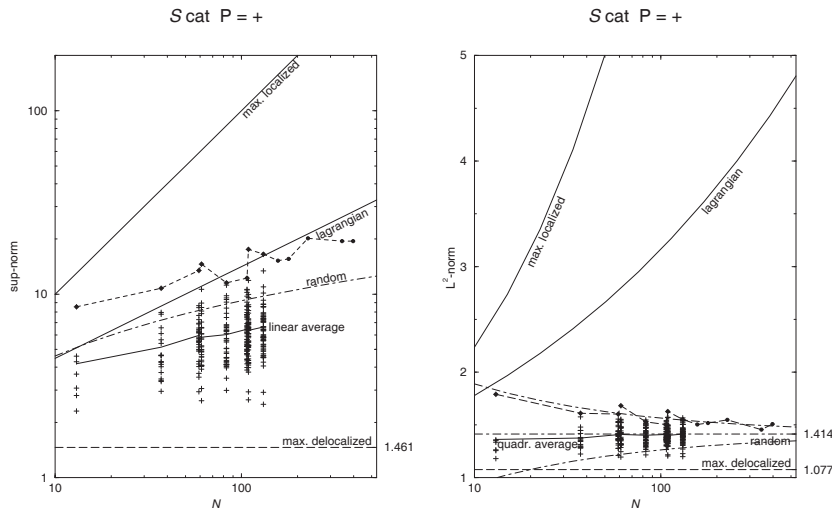 S cat P = +
100
10
1
10
100
N
sup-norm
max. localized
lagrangian
random
linear average
max. delocalized
1.461
S cat P = +
5
4
3
2
1
10
100
N
L²-norm
max. localized
lagrangian
quadr. average
random
max. delocalized
1.414
1.077